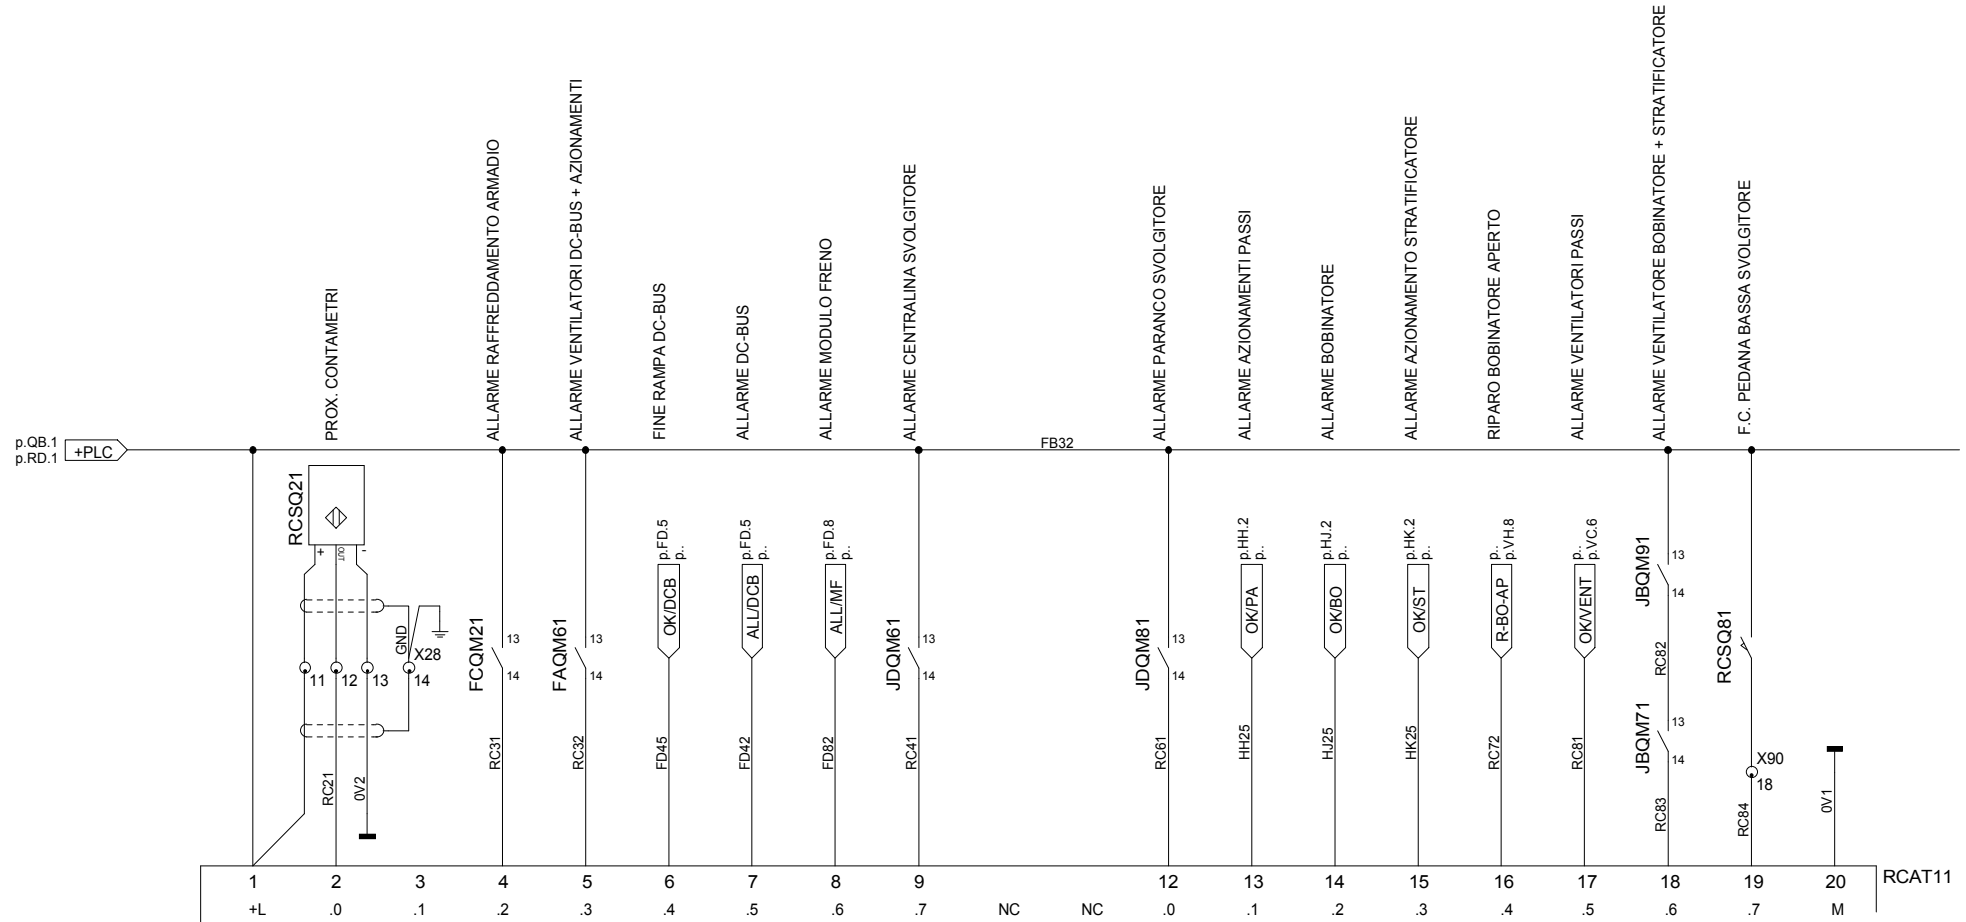 PROX. CONTAMETRI
ALLARME RAFFREDDAMENTO ARMADIO
ALLARME VENTILATORI DC-BUS + AZIONAMENTI
FINE RAMPA DC-BUS
ALLARME DC-BUS
ALLARME MODULO FRENO
ALLARME CENTRALINA SVOLGITORE
ALLARME PARANCO SVOLGITORE
ALLARME AZIONAMENTI PASSI
ALLARME BOBINATORE
ALLARME AZIONAMENTO STRATIFICATORE
RIPARO BOBINATORE APERTO
ALLARME VENTILATORI PASSI
ALLARME VENTILATORE BOBINATORE + STRATIFICATORE
F.C. PEDANA BASSA SVOLGITORE
p.QB.1
p.RD.1
+PLC
FB32
RCSQ21
+
OUT
-
GND
X28
11
12
13
14
RC21
0V2
FCQM21
13
14
RC31
FAQM61
13
14
RC32
p.FD.5
p..
OK/DCB
FD45
p.FD.5
p..
ALL/DCB
FD42
p.FD.8
p..
ALL/MF
FD82
JDQM61
13
14
RC41
JDQM81
13
14
RC61
p.HH.2
p..
OK/PA
HH25
p.HJ.2
p..
OK/BO
HJ25
p.HK.2
p..
OK/ST
HK25
p..
p.VH.8
R-BO-AP
RC72
p..
p.VC.6
OK/VENT
RC81
JBQM91
13
14
RC82
JBQM71
13
14
RC83
RCSQ81
X90
18
RC84
0V1
1 2 3 4 5 6 7 8 9 12 13 14 15 16 17 18 19 20 RCAT11
+L .0 .1 .2 .3 .4 .5 .6 .7 NC NC .0 .1 .2 .3 .4 .5 .6 .7 M